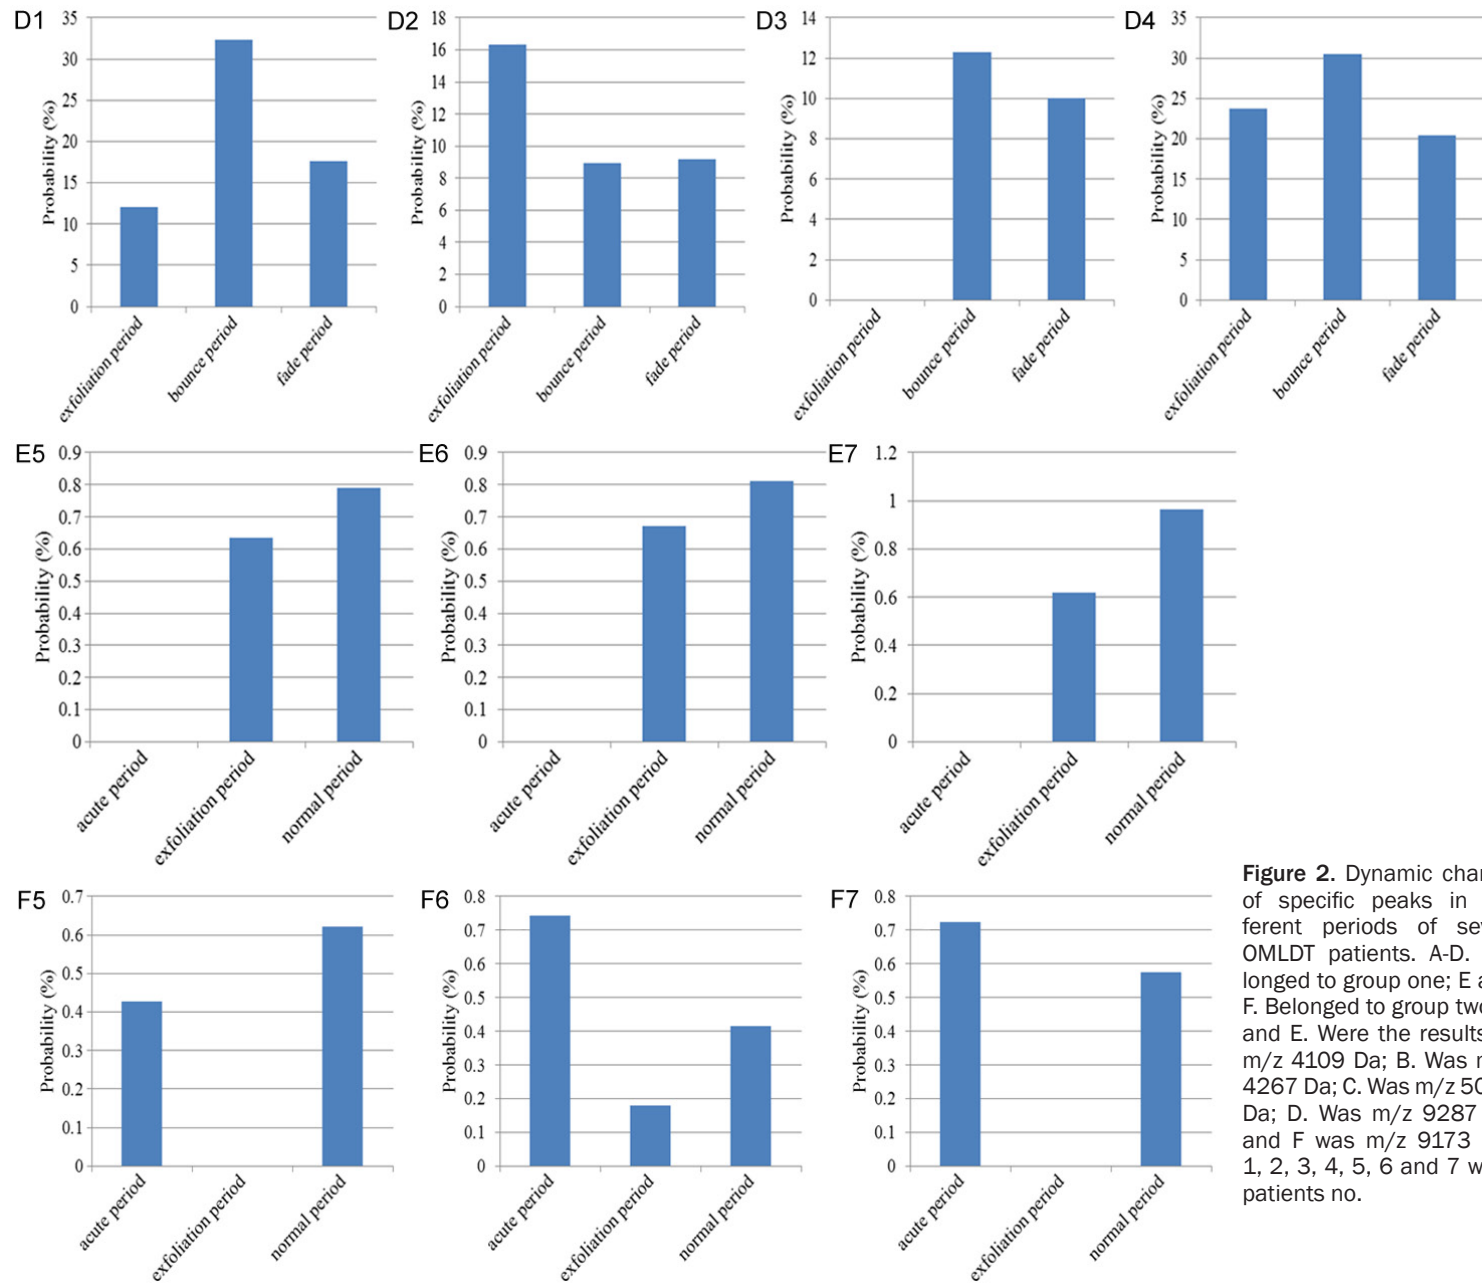 D1
35
30
25
20
15
10
5
0
Probability (%)
exfoliation period
bounce period
fade period
D2
18
16
14
12
10
8
6
4
2
0
Probability (%)
exfoliation period
bounce period
fade period
D3
14
12
10
8
6
4
2
0
Probability (%)
exfoliation period
bounce period
fade period
D4
35
30
25
20
15
10
5
0
Probability (%)
exfoliation period
bounce period
fade period
E5
0.9
0.8
0.7
0.6
0.5
0.4
0.3
0.2
0.1
0
Probability (%)
acute period
exfoliation period
normal period
E6
0.9
0.8
0.7
0.6
0.5
0.4
0.3
0.2
0.1
0
Probability (%)
acute period
exfoliation period
normal period
E7
1.2
1
0.8
0.6
0.4
0.2
0
Probability (%)
acute period
exfoliation period
normal period
F5
0.7
0.6
0.5
0.4
0.3
0.2
0.1
0
Probability (%)
acute period
exfoliation period
normal period
F6
0.8
0.7
0.6
0.5
0.4
0.3
0.2
0.1
0
Probability (%)
acute period
exfoliation period
normal period
F7
0.8
0.7
0.6
0.5
0.4
0.3
0.2
0.1
0
Probability (%)
acute period
exfoliation period
normal period
Figure 2. Dynamic
of specific peaks in
ferent periods of
OMLDT patients. A-D.
longed to group one; E
F. Belonged to group
and E. Were the results
m/z 4109 Da; B. Was
4267 Da; C. Was m/z
Da; D. Was m/z 9287
and F was m/z 9173
1, 2, 3, 4, 5, 6 and 7
patients no.